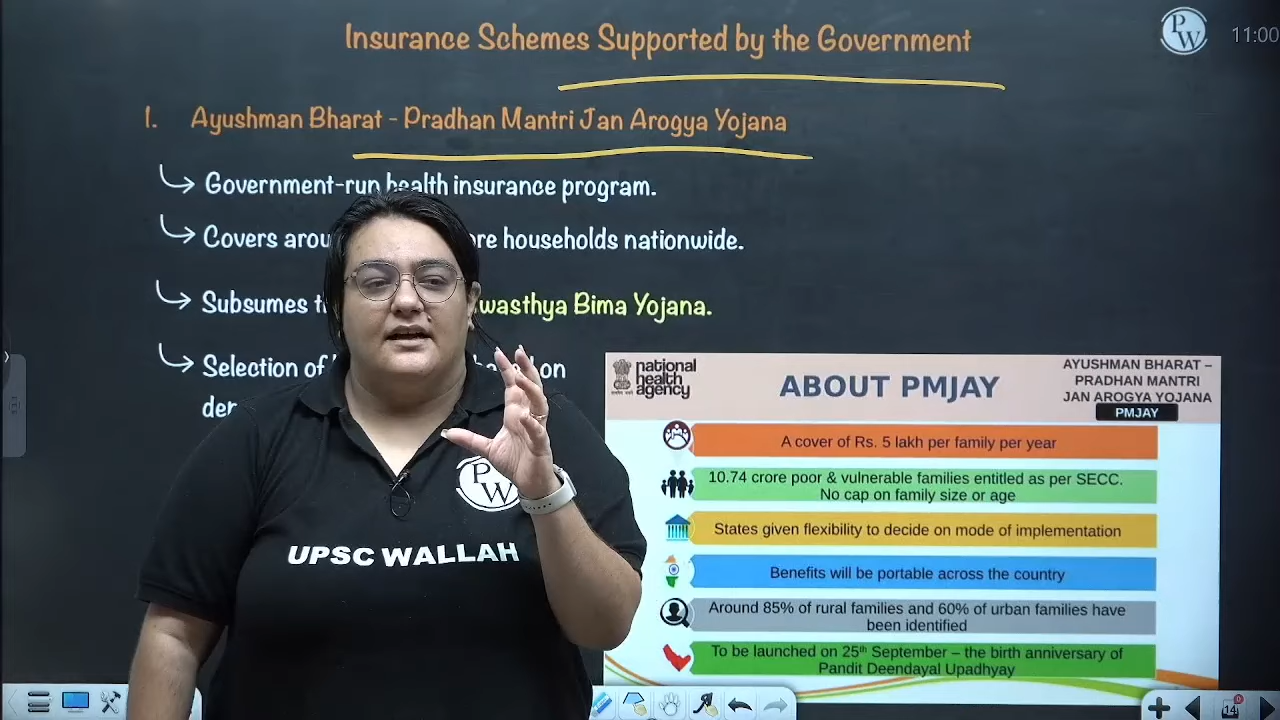 Insurance Schemes Supported by the Government
PW
11:00
1. Ayushman Bharat - Pradhan Mantri Jan Arogya Yojana
Government-run health insurance program.
Covers households nationwide.
Subsumes Bima Yojana.
Selection of on
national
health
agency
ABOUT PMJAY
AYUSHMAN BHARAT –
PRADHAN MANTRI
JAN AROGYA YOJANA
PMJAY
A cover of Rs. 5 lakh per family per year
10.74 crore poor & vulnerable families entitled as per SECC.
No cap on family size or age
States given flexibility to decide on mode of implementation
Benefits will be portable across the country
Around 85% of rural families and 60% of urban families have
been identified
To be launched on 25th September – the birth anniversary of
Pandit Deendayal Upadhyay
PW
UPSC WALLAH
14